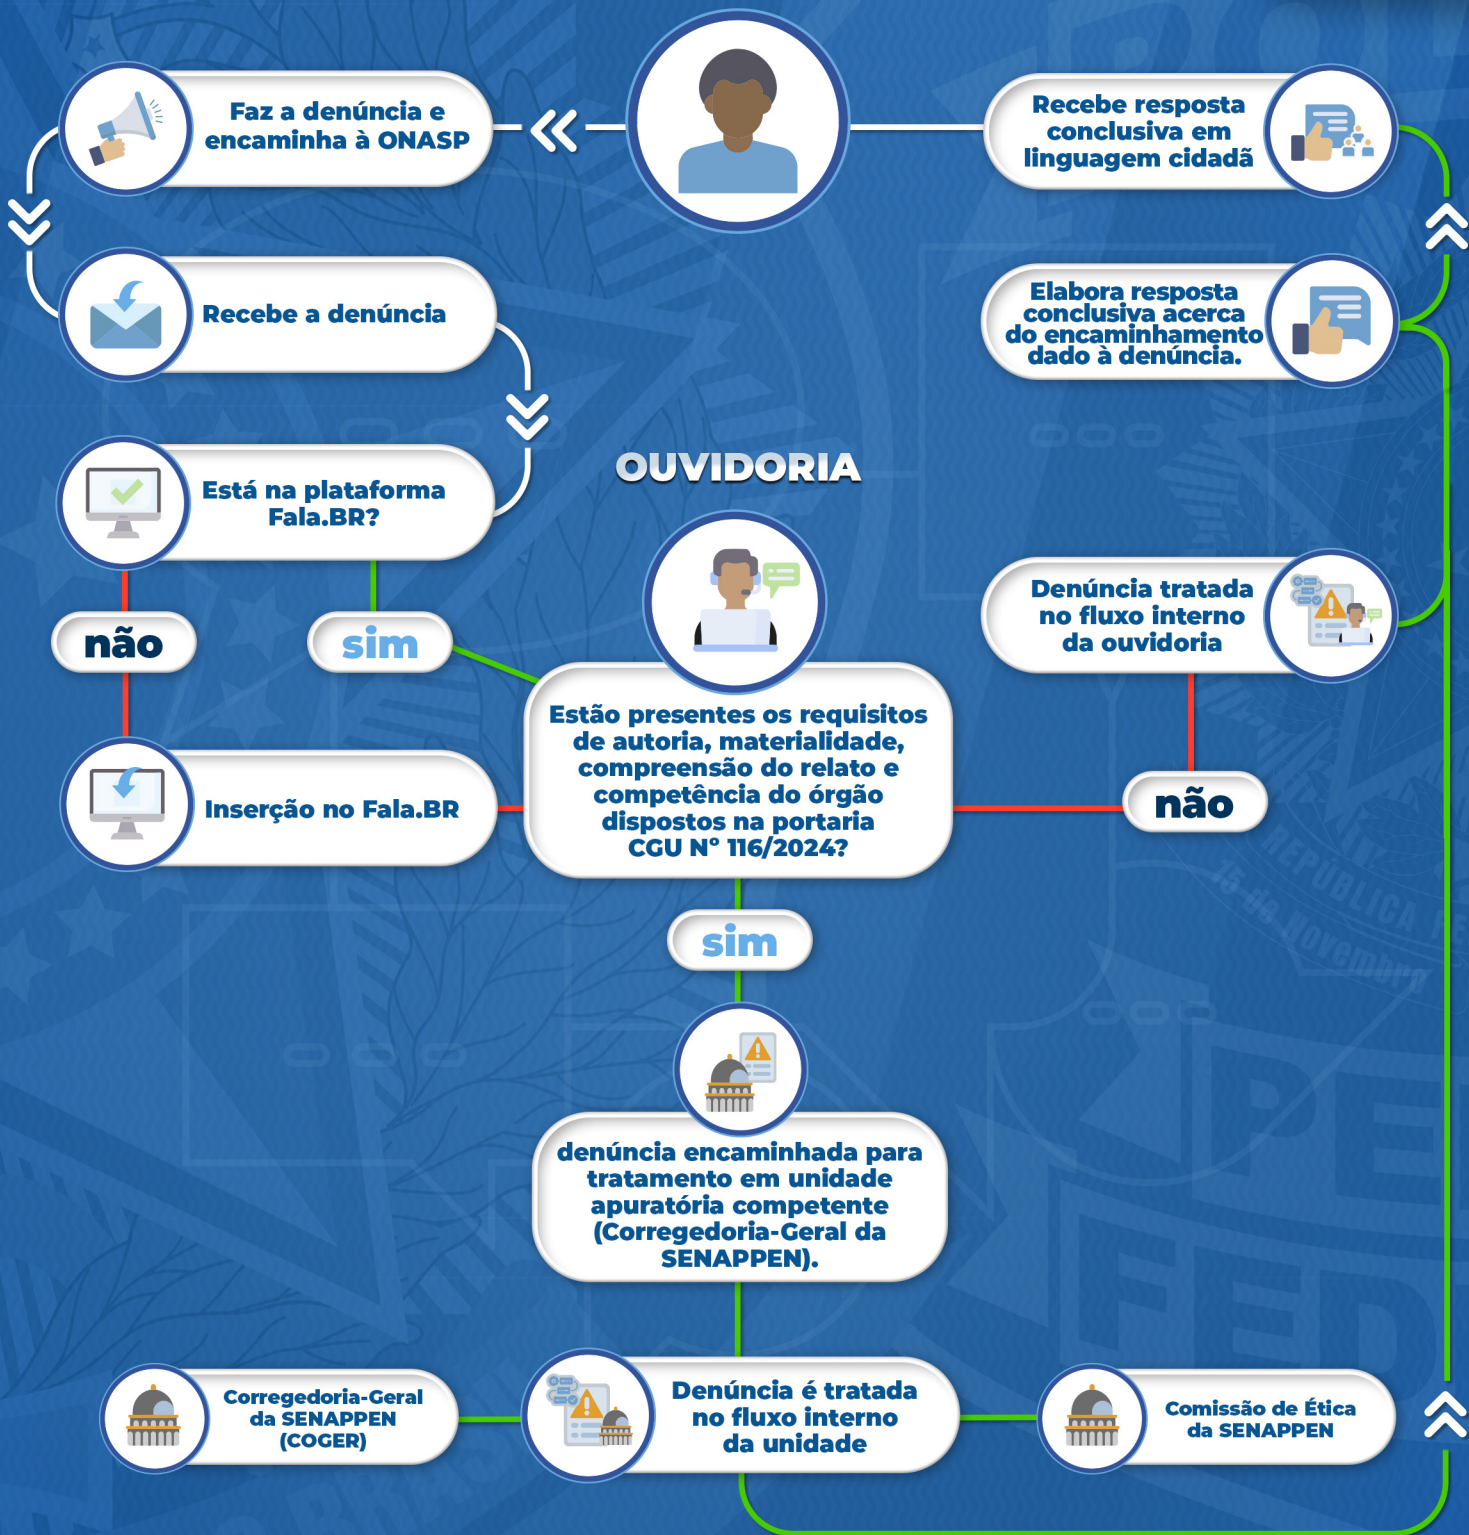 Faz a denúncia e
encaminha à ONASP
Recebe resposta
conclusiva em
linguagem cidadã
Recebe a denúncia
Elabora resposta
conclusiva acerca
do encaminhamento
dado à denúncia.
Está na plataforma
Fala.BR?
OUVIDORIA
não
sim
Denúncia tratada
no fluxo interno
da ouvidoria
Estão presentes os requisitos
de autoria, materialidade,
compreensão do relato e
competência do órgão
dispostos na portaria
CGU Nº 116/2024?
Inserção no Fala.BR
não
sim
denúncia encaminhada para
tratamento em unidade
apuratória competente
(Corregedoria-Geral da
SENAPPEN).
Corregedoria-Geral
da SENAPPEN
(COGER)
Denúncia é tratada
no fluxo interno
da unidade
Comissão de Ética
da SENAPPEN
15 de Novembro